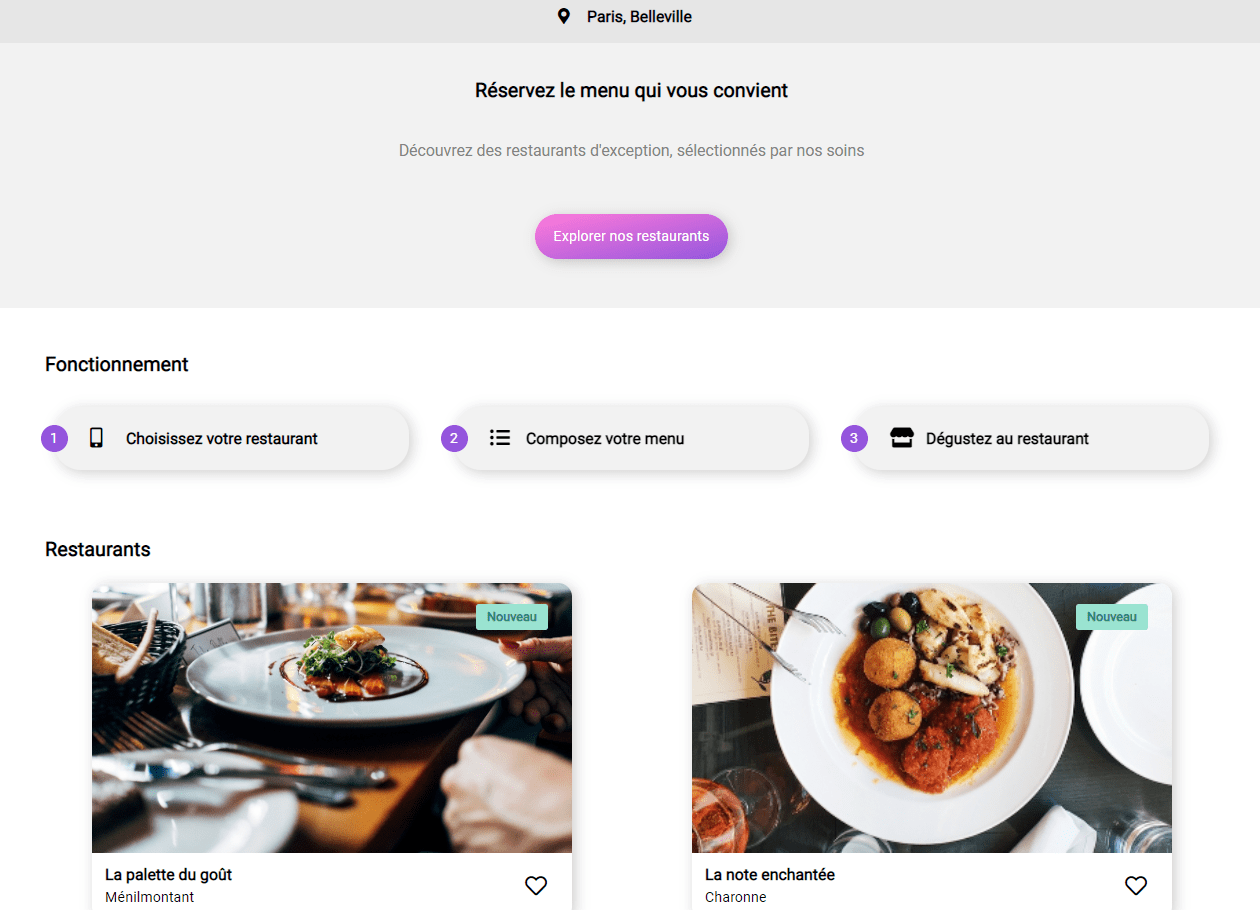 Paris, Belleville
Réservez le menu qui vous convient
Découvrez des restaurants d'exception, sélectionnés par nos soins
Explorer nos restaurants
Fonctionnement
1 Choisissez votre restaurant
2 Composez votre menu
3 Dégustez au restaurant
Restaurants
Nouveau
Nouveau
THE BITE
La palette du goût
Ménilmontant
La note enchantée
Charonne